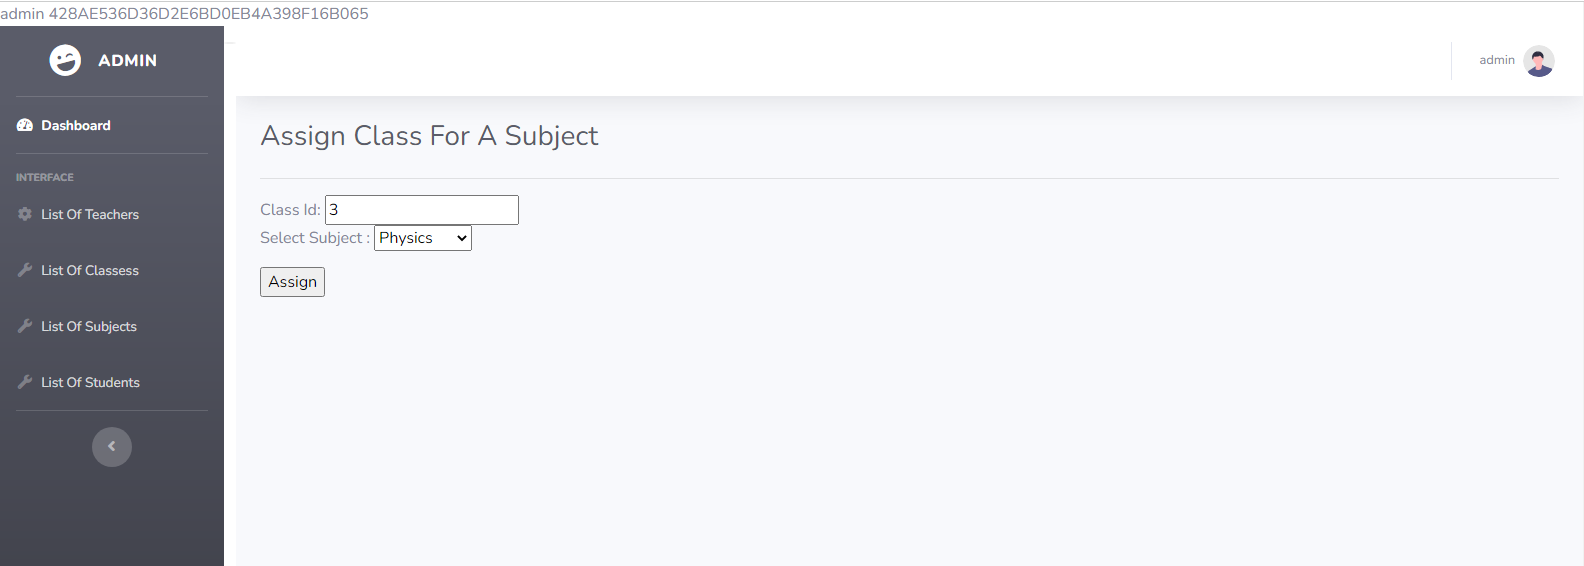 admin 428AE536D36D2E6BD0EB4A398F16B065
ADMIN
admin
Dashboard
INTERFACE
List Of Teachers
List Of Classess
List Of Subjects
List Of Students
Assign Class For A Subject
Class Id: 3
Select Subject : Physics
Assign